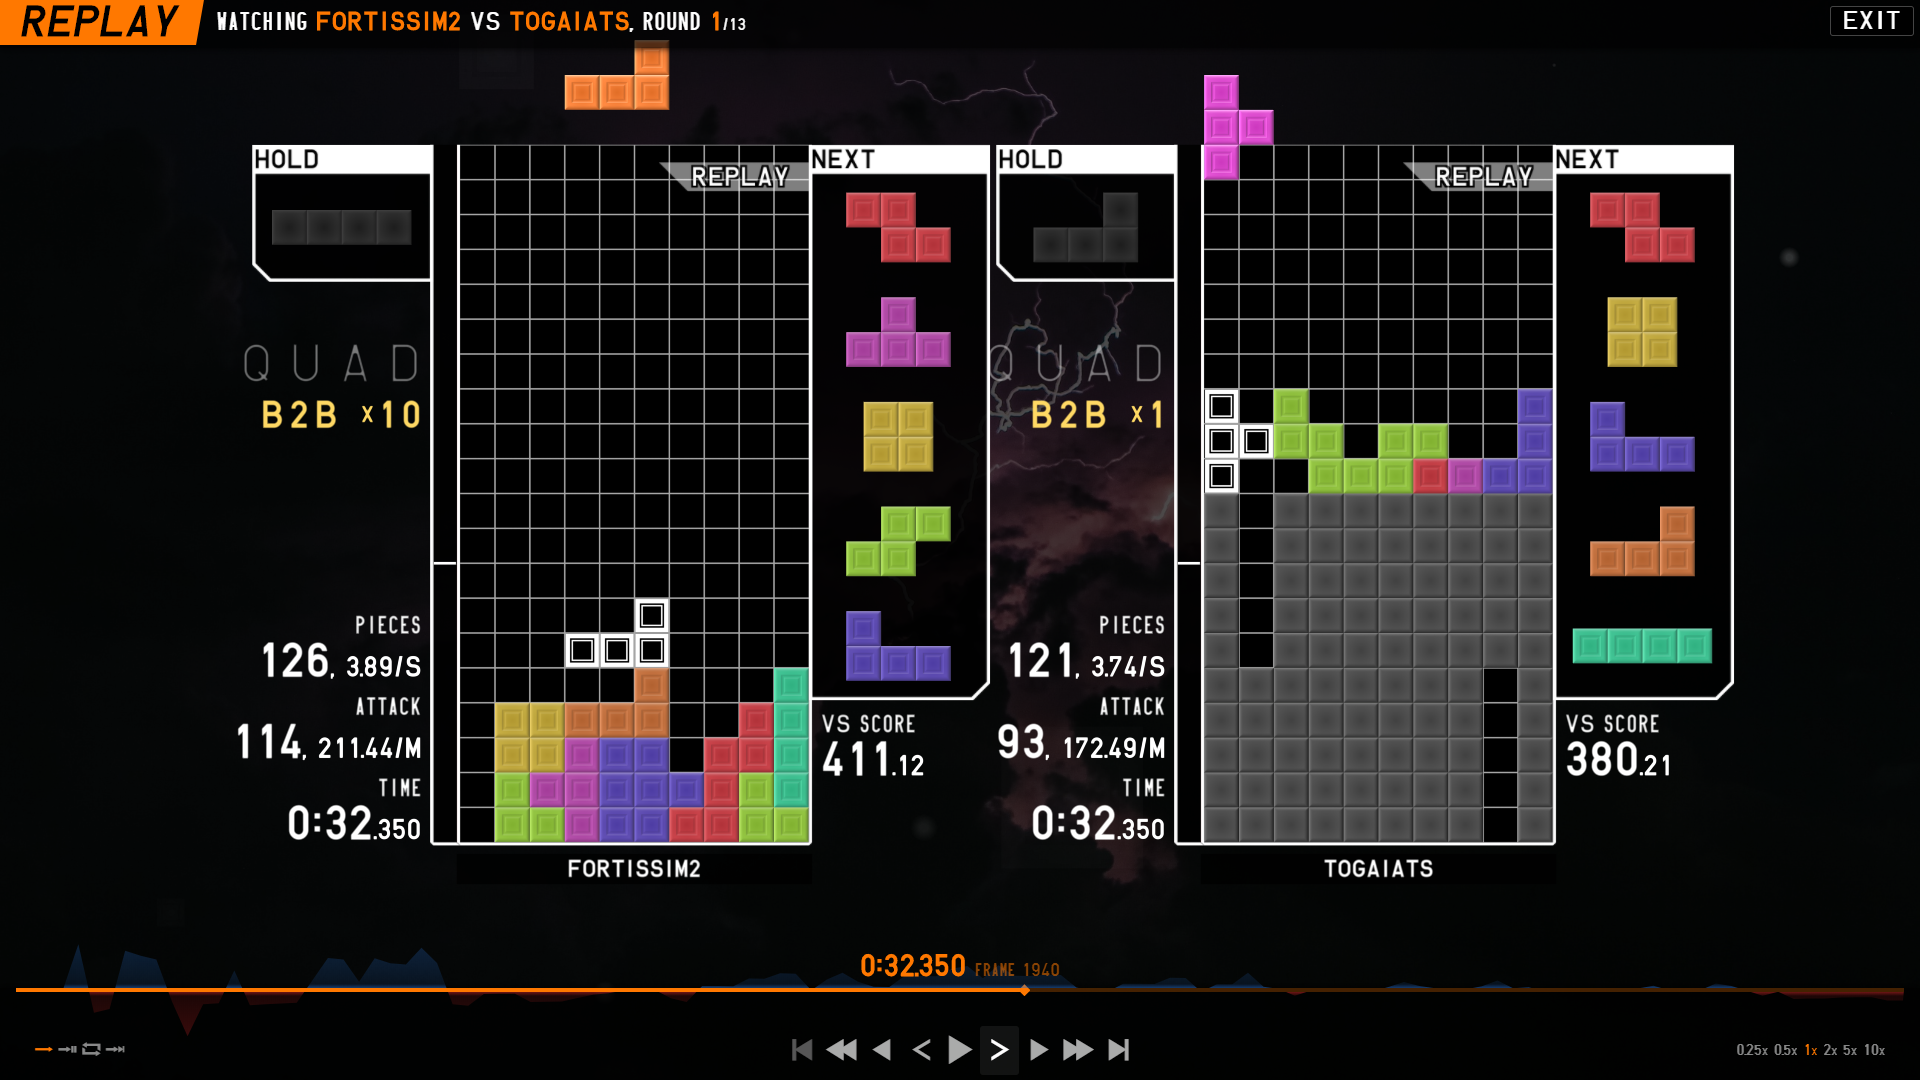 REPLAY
WATCHING FORTISSIM2 VS TOGAIATS, ROUND 1/13
EXIT
HOLD
REPLAY
NEXT
QUAD
B2B x10
PIECES
126, 3.89/S
ATTACK
114, 211.44/M
TIME
0:32.350
VS SCORE
411.12
FORTISSIM2
HOLD
REPLAY
NEXT
QUAD
B2B x1
PIECES
121, 3.74/S
ATTACK
93, 172.49/M
TIME
0:32.350
VS SCORE
380.21
TOGAIATS
0:32.350 FRAME 1940
0.25x 0.5x 1x 2x 5x 10x